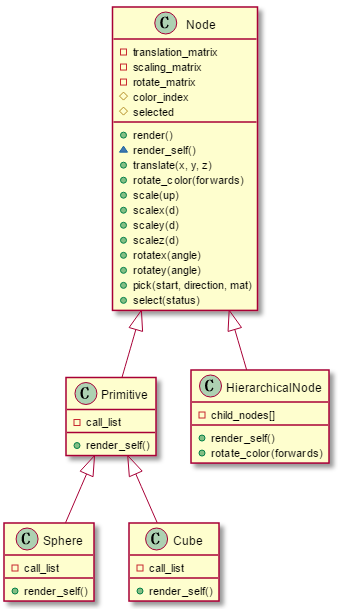 C Node
translation_matrix
scaling_matrix
rotate_matrix
color_index
selected
render()
render_self()
translate(x, y, z)
rotate_color(forwards)
scale(up)
scalex(d)
scaley(d)
scalez(d)
rotatex(angle)
rotatey(angle)
pick(start, direction, mat)
select(status)
C Primitive
call_list
render_self()
C HierarchicalNode
child_nodes[]
render_self()
rotate_color(forwards)
C Sphere
call_list
render_self()
C Cube
call_list
render_self()